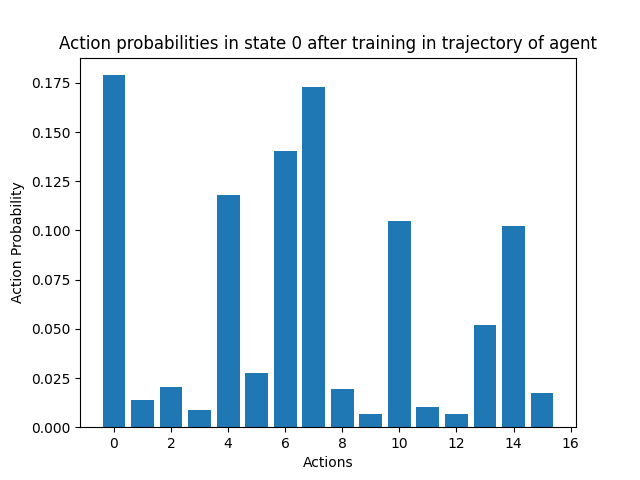 Action probabilities in state 0 after training in trajectory of agent
0.175
0.150
0.125
0.100
0.075
0.050
0.025
0.000
Action Probability
0 2 4 6 8 10 12 14 16
Actions